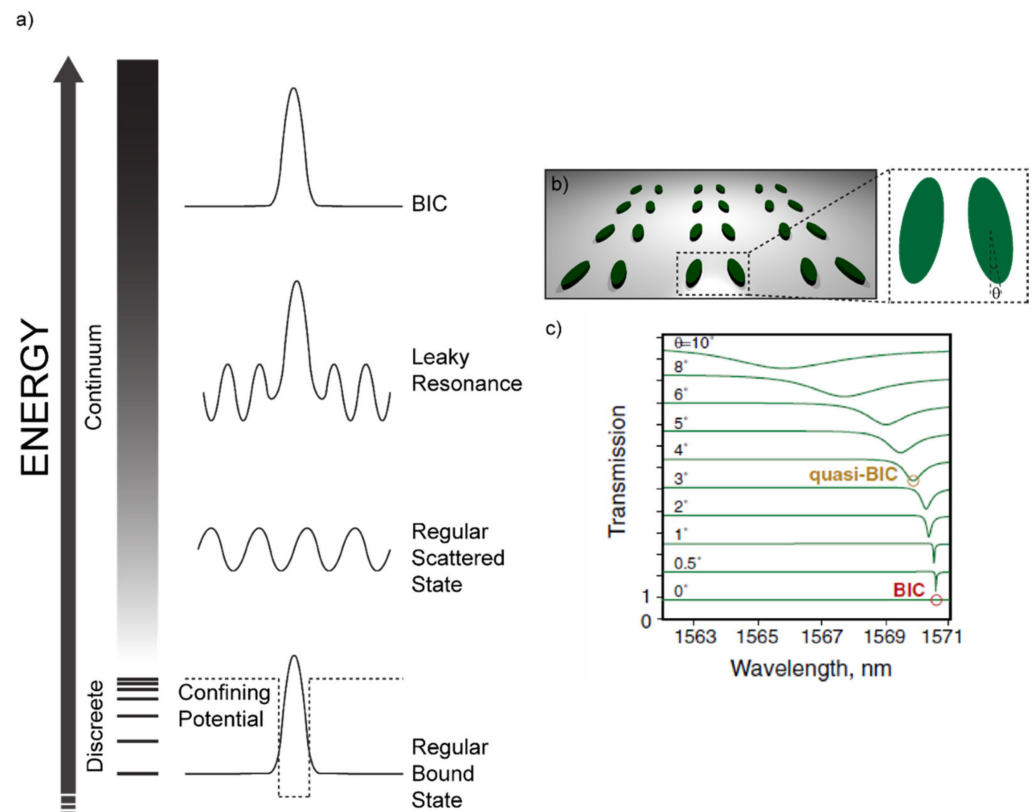 a)
ENERGY
Continuum
Discreete
BIC
Leaky
Resonance
Regular
Scattered
State
Confining
Potential
Regular
Bound
State
b)
θ
c)
Transmission
θ=10°
8°
6°
5°
4°
quasi-BIC
3°
2°
1°
0.5°
BIC
0°
1
0
1563 1565 1567 1569 1571
Wavelength, nm